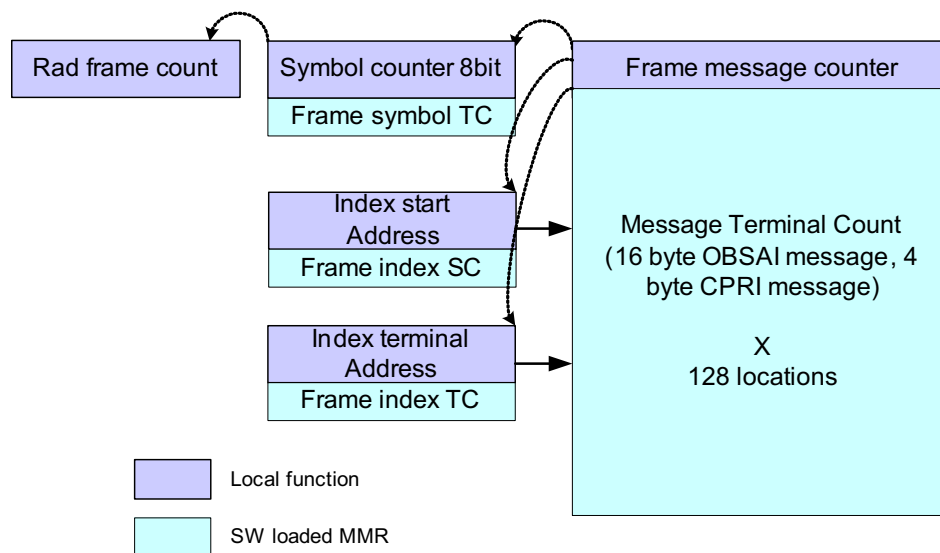 Rad frame count
Symbol counter 8bit
Frame symbol TC
Frame message counter
Index start
Address
Frame index SC
Index terminal
Address
Frame index TC
Message Terminal Count
(16 byte OBSAI message, 4
byte CPRI message)
X
128 locations
Local function
SW loaded MMR